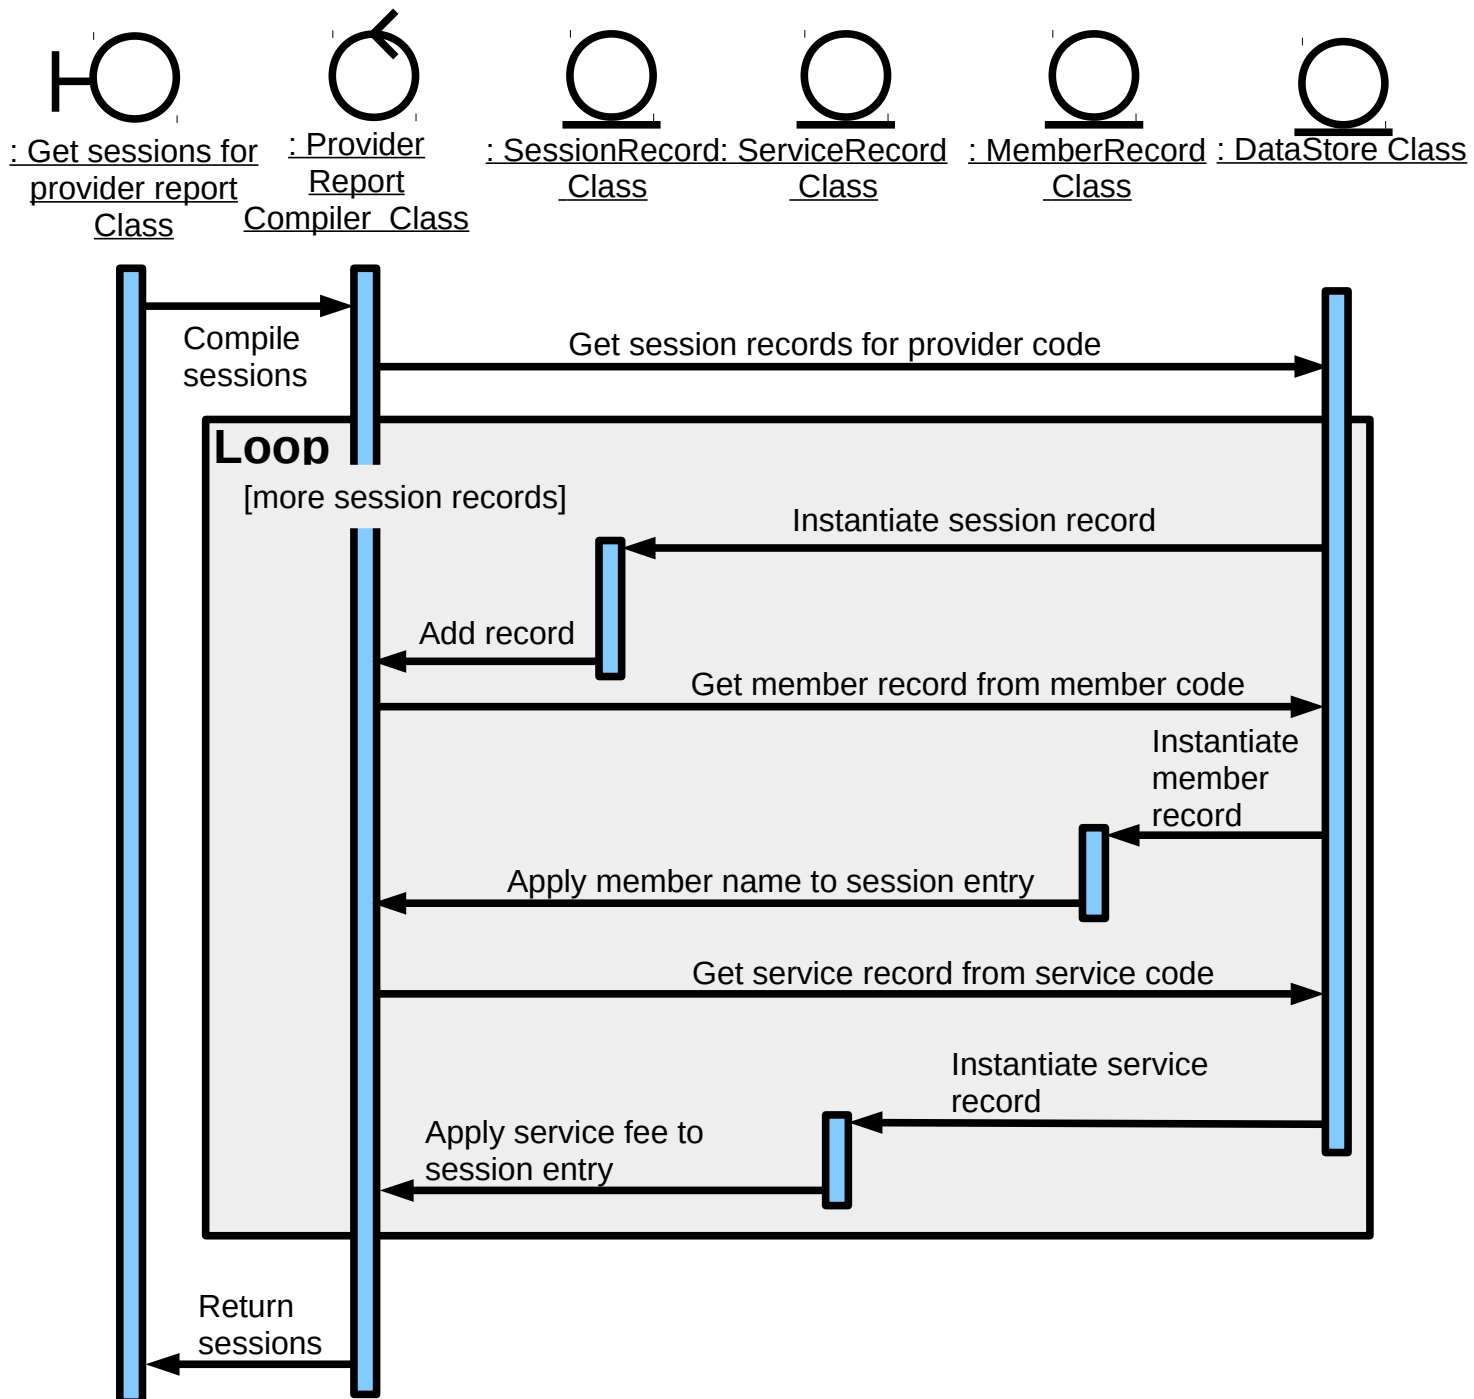 : Get sessions for
provider report
Class
: Provider
Report
Compiler Class
: SessionRecord
Class
: ServiceRecord
Class
: MemberRecord
Class
: DataStore Class
Compile
sessions
Get session records for provider code
Loop
[more session records]
Instantiate session record
Add record
Get member record from member code
Instantiate
member
record
Apply member name to session entry
Get service record from service code
Instantiate service
record
Apply service fee to
session entry
Return
sessions